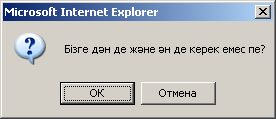 Microsoft Internet Explorer
Бізге дән де және ән де керек емес пе?
OK
Отмена